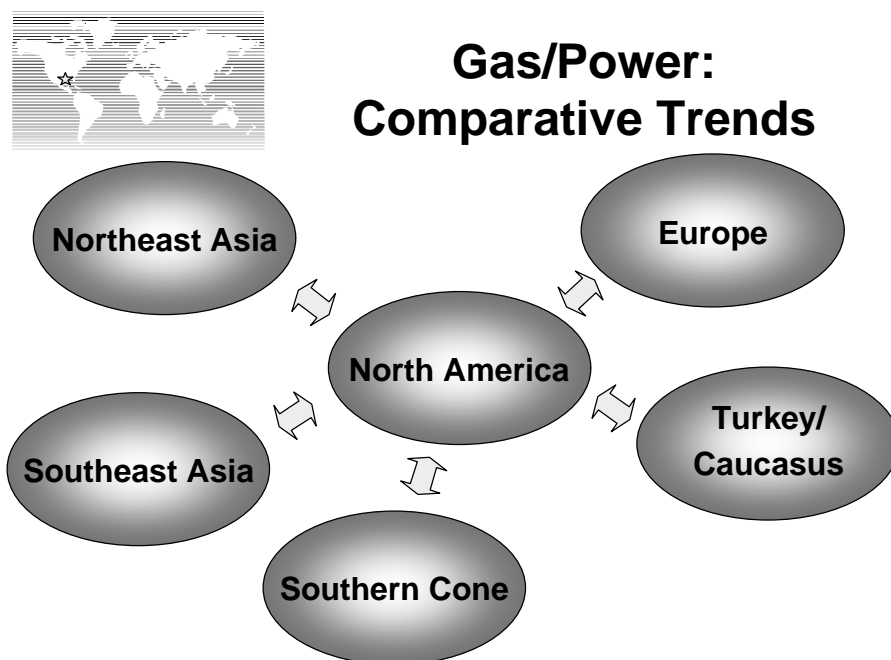 Gas/Power:
Comparative Trends
Northeast Asia
Europe
North America
Turkey/
Caucasus
Southeast Asia
Southern Cone